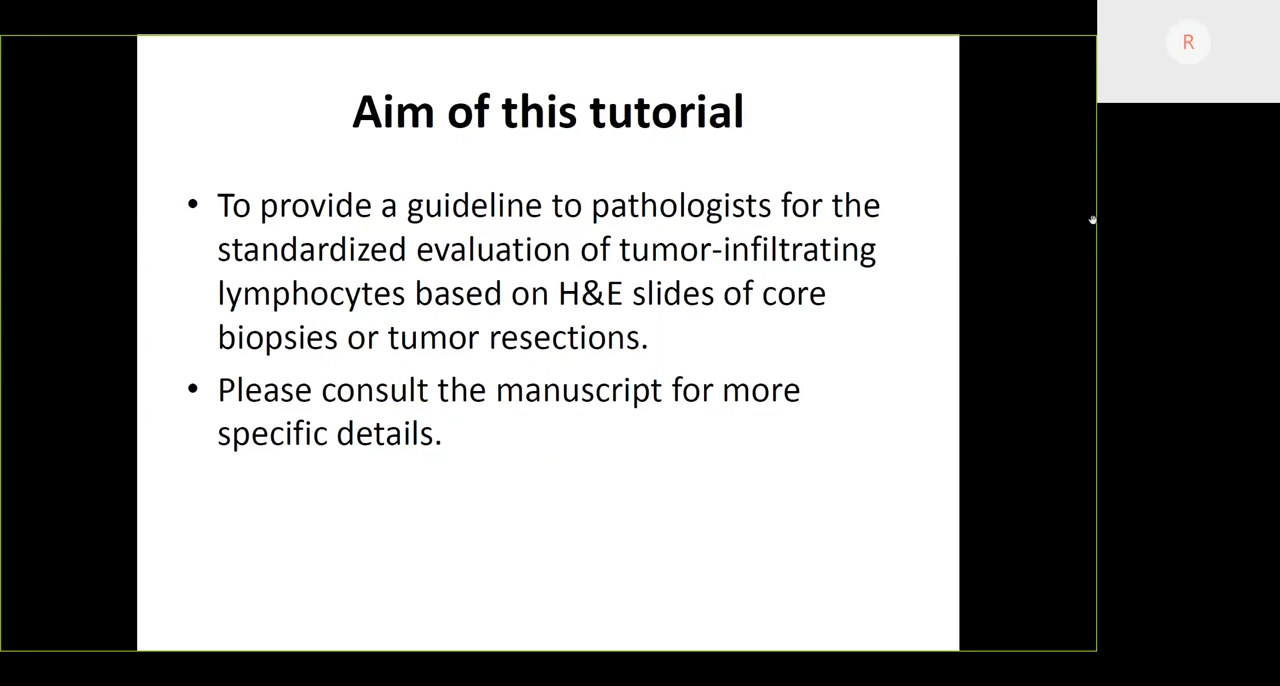 R
Aim of this tutorial
• To provide a guideline to pathologists for the
standardized evaluation of tumor-infiltrating
lymphocytes based on H&E slides of core
biopsies or tumor resections.
• Please consult the manuscript for more
specific details.